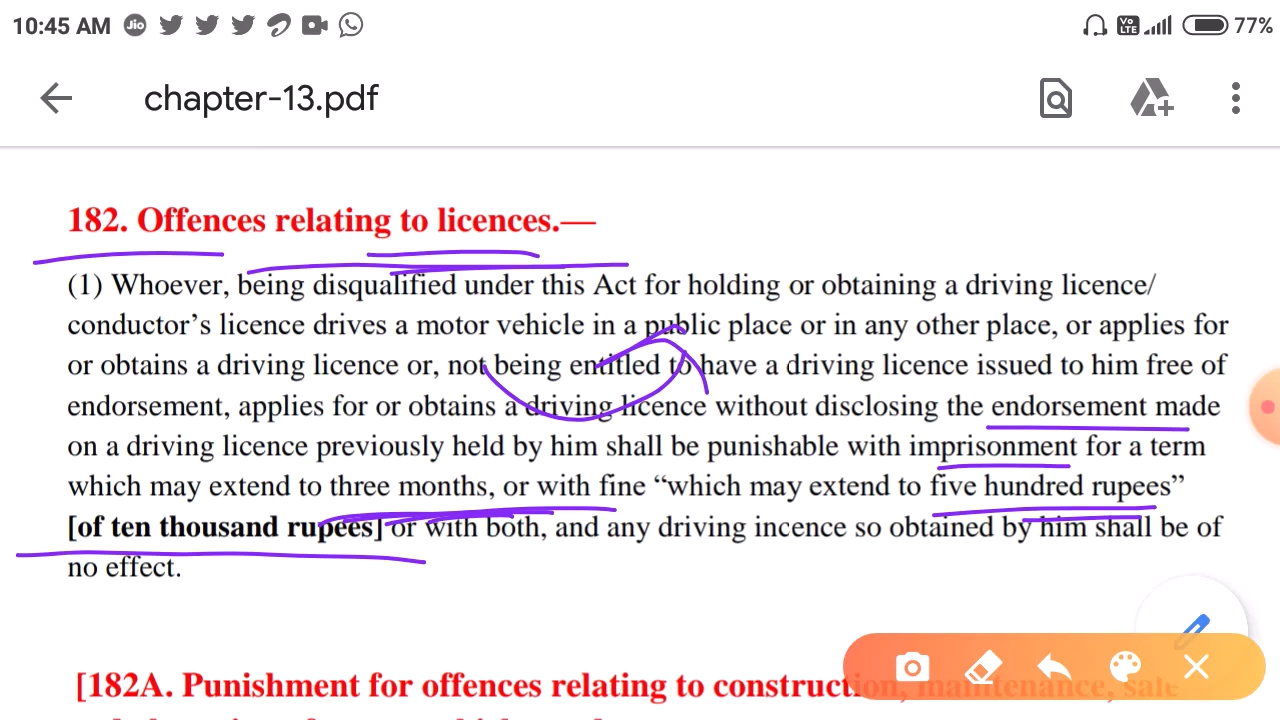 10:45 AM Jio Vo LTE 77%
chapter-13.pdf
182. Offences relating to licences.—
(1) Whoever, being disqualified under this Act for holding or obtaining a driving licence/
conductor’s licence drives a motor vehicle in a public place or in any other place, or applies for
or obtains a driving licence or, not being entitled to have a driving licence issued to him free of
endorsement, applies for or obtains a driving licence without disclosing the endorsement made
on a driving licence previously held by him shall be punishable with imprisonment for a term
which may extend to three months, or with fine “which may extend to five hundred rupees”
[of ten thousand rupees] or with both, and any driving incence so obtained by him shall be of
no effect.
[182A. Punishment for offences relating to construction, maintenance, sale